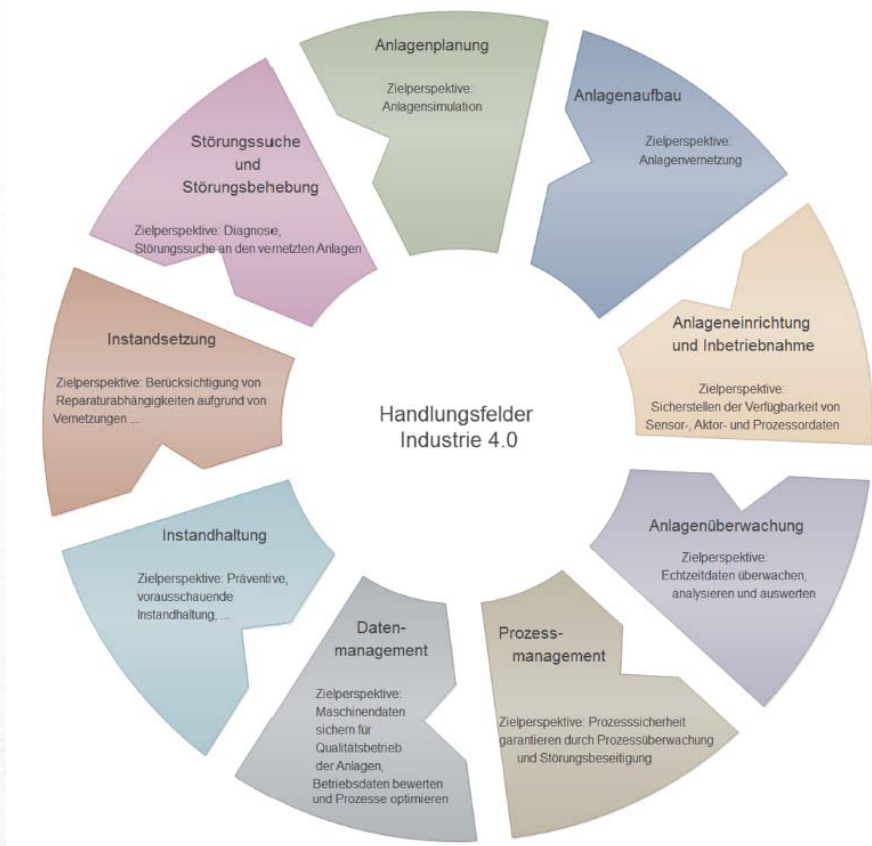 Anlagenplanung
Zielperspektive:
Anlagensimulation
Anlagenaufbau
Zielperspektive:
Anlagenvernetzung
Anlageneinrichtung
und Inbetriebnahme
Zielperspektive:
Sicherstellen der Verfügbarkeit von
Sensor-, Aktor- und Prozessordaten
Anlagenüberwachung
Zielperspektive:
Echtzeitdaten überwachen,
analysieren und auswerten
Prozess-
management
Zielperspektive: Prozesssicherheit
garantieren durch Prozessüberwachung
und Störungsbeseitigung
Daten-
management
Zielperspektive:
Maschinendaten
sichern für
Qualitätsbetrieb
der Anlagen,
Betriebsdaten bewerten
und Prozesse optimieren
Instandhaltung
Zielperspektive: Präventive,
vorausschauende
Instandhaltung, ...
Instandsetzung
Zielperspektive: Berücksichtigung von
Reparaturabhängigkeiten aufgrund von
Vernetzungen ...
Störungssuche
und
Störungsbehebung
Zielperspektive: Diagnose,
Störungssuche an den vernetzten Anlagen
Handlungsfelder
Industrie 4.0